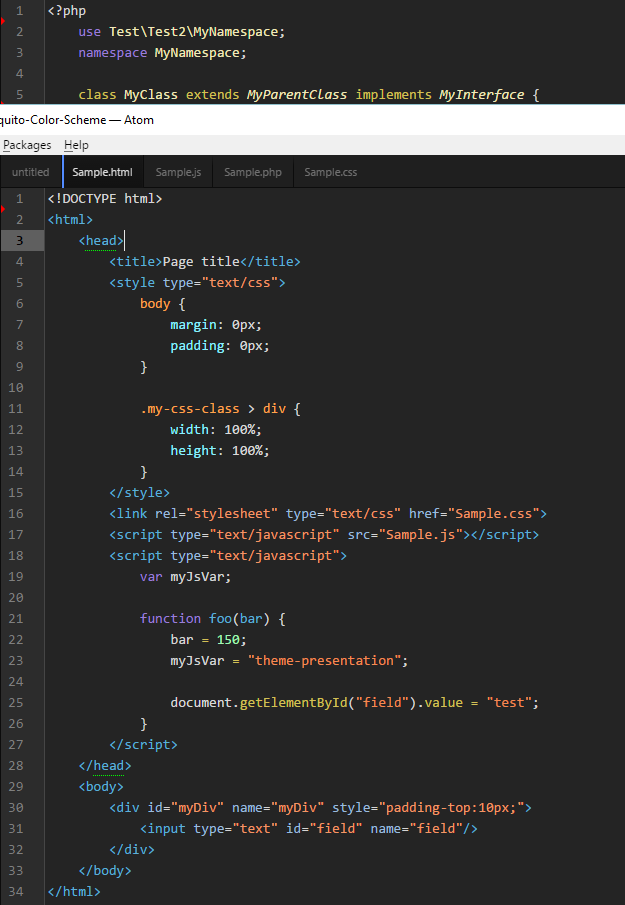 1 <?php
2 use Test\Test2\MyNamespace;
3 namespace MyNamespace;
4
5 class MyClass extends MyParentClass implements MyInterface {
quito-Color-Scheme — Atom
Packages Help
untitled Sample.html Sample.js Sample.php Sample.css
1 <!DOCTYPE html>
2 <html>
3 <head>
4 <title>Page title</title>
5 <style type="text/css">
6 body {
7 margin: 0px;
8 padding: 0px;
9 }
10
11 .my-css-class > div {
12 width: 100%;
13 height: 100%;
14 }
15 </style>
16 <link rel="stylesheet" type="text/css" href="Sample.css">
17 <script type="text/javascript" src="Sample.js"></script>
18 <script type="text/javascript">
19 var myJsVar;
20
21 function foo(bar) {
22 bar = 150;
23 myJsVar = "theme-presentation";
24
25 document.getElementById("field").value = "test";
26 }
27 </script>
28 </head>
29 <body>
30 <div id="myDiv" name="myDiv" style="padding-top:10px;">
31 <input type="text" id="field" name="field"/>
32 </div>
33 </body>
34 </html>